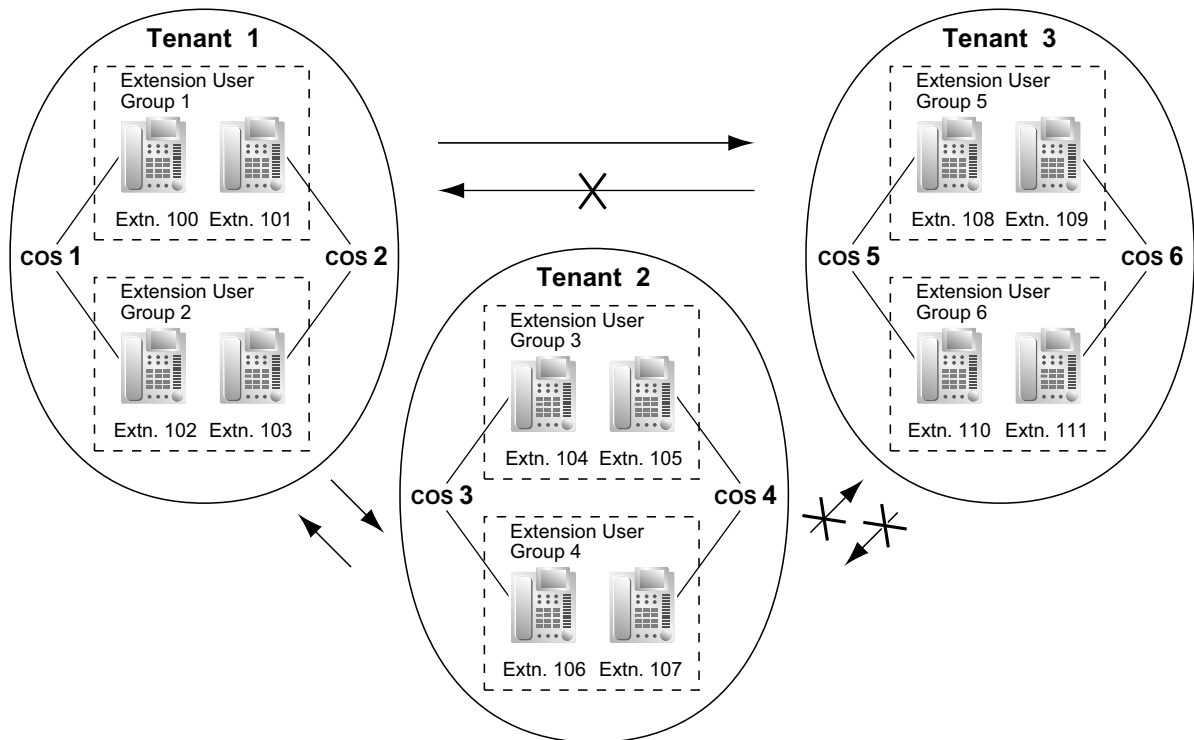 Tenant 1
Extension User
Group 1
Extn. 100 Extn. 101
COS 1
COS 2
Extension User
Group 2
Extn. 102 Extn. 103
Tenant 2
Extension User
Group 3
Extn. 104 Extn. 105
COS 3
COS 4
Extension User
Group 4
Extn. 106 Extn. 107
Tenant 3
Extension User
Group 5
Extn. 108 Extn. 109
COS 5
COS 6
Extension User
Group 6
Extn. 110 Extn. 111